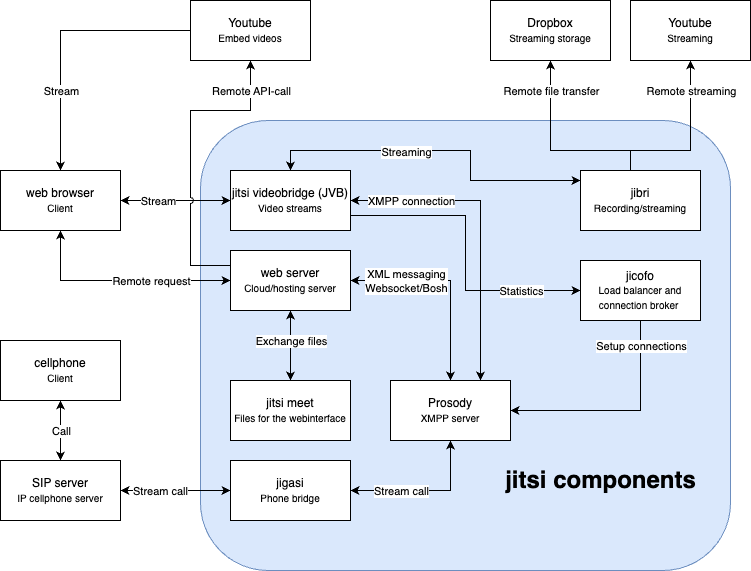 Youtube
Embed videos
Dropbox
Streaming storage
Youtube
Streaming
Stream
Remote API-call
Remote file transfer
Remote streaming
Streaming
web browser
Client
Stream
jitsi videobridge (JVB)
Video streams
XMPP connection
jibri
Recording/streaming
Remote request
web server
Cloud/hosting server
XML messaging
Websocket/Bosh
Statistics
jicofo
Load balancer and
connection broker
Exchange files
Setup connections
cellphone
Client
jitsi meet
Files for the webinterface
Prosody
XMPP server
Call
SIP server
IP cellphone server
Stream call
jigasi
Phone bridge
Stream call
jitsi components